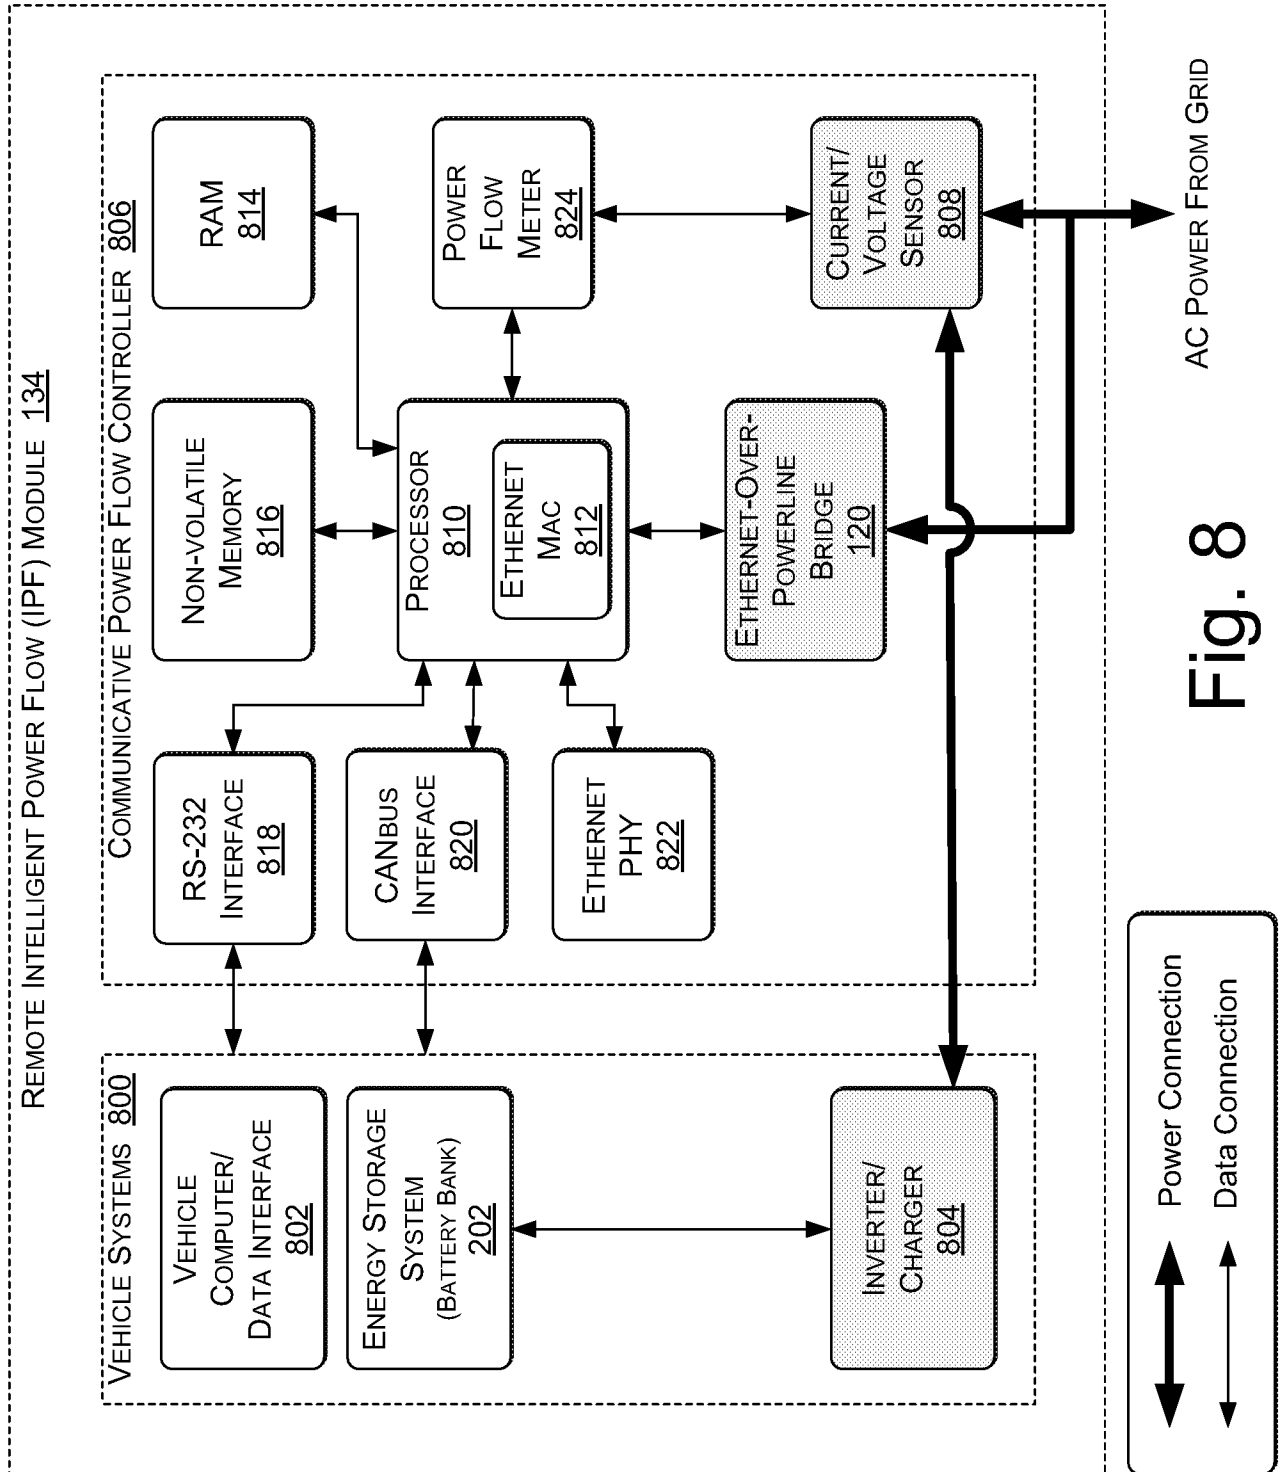 REMOTE INTELLIGENT POWER FLOW (IPF) MODULE 134
VEHICLE SYSTEMS 800
VEHICLE
COMPUTER/
DATA INTERFACE
802
ENERGY STORAGE
SYSTEM
(BATTERY BANK)
202
INVERTER/
CHARGER
804
COMMUNICATIVE POWER FLOW CONTROLLER 806
RS-232
INTERFACE
818
CANBUS
INTERFACE
820
ETHERNET
PHY
822
NON-VOLATILE
MEMORY
816
PROCESSOR
810
ETHERNET
MAC
812
ETHERNET-OVER-
POWERLINE
BRIDGE
120
RAM
814
POWER
FLOW
METER
824
CURRENT/
VOLTAGE
SENSOR
808
AC POWER FROM GRID
Power Connection
Data Connection
Fig. 8